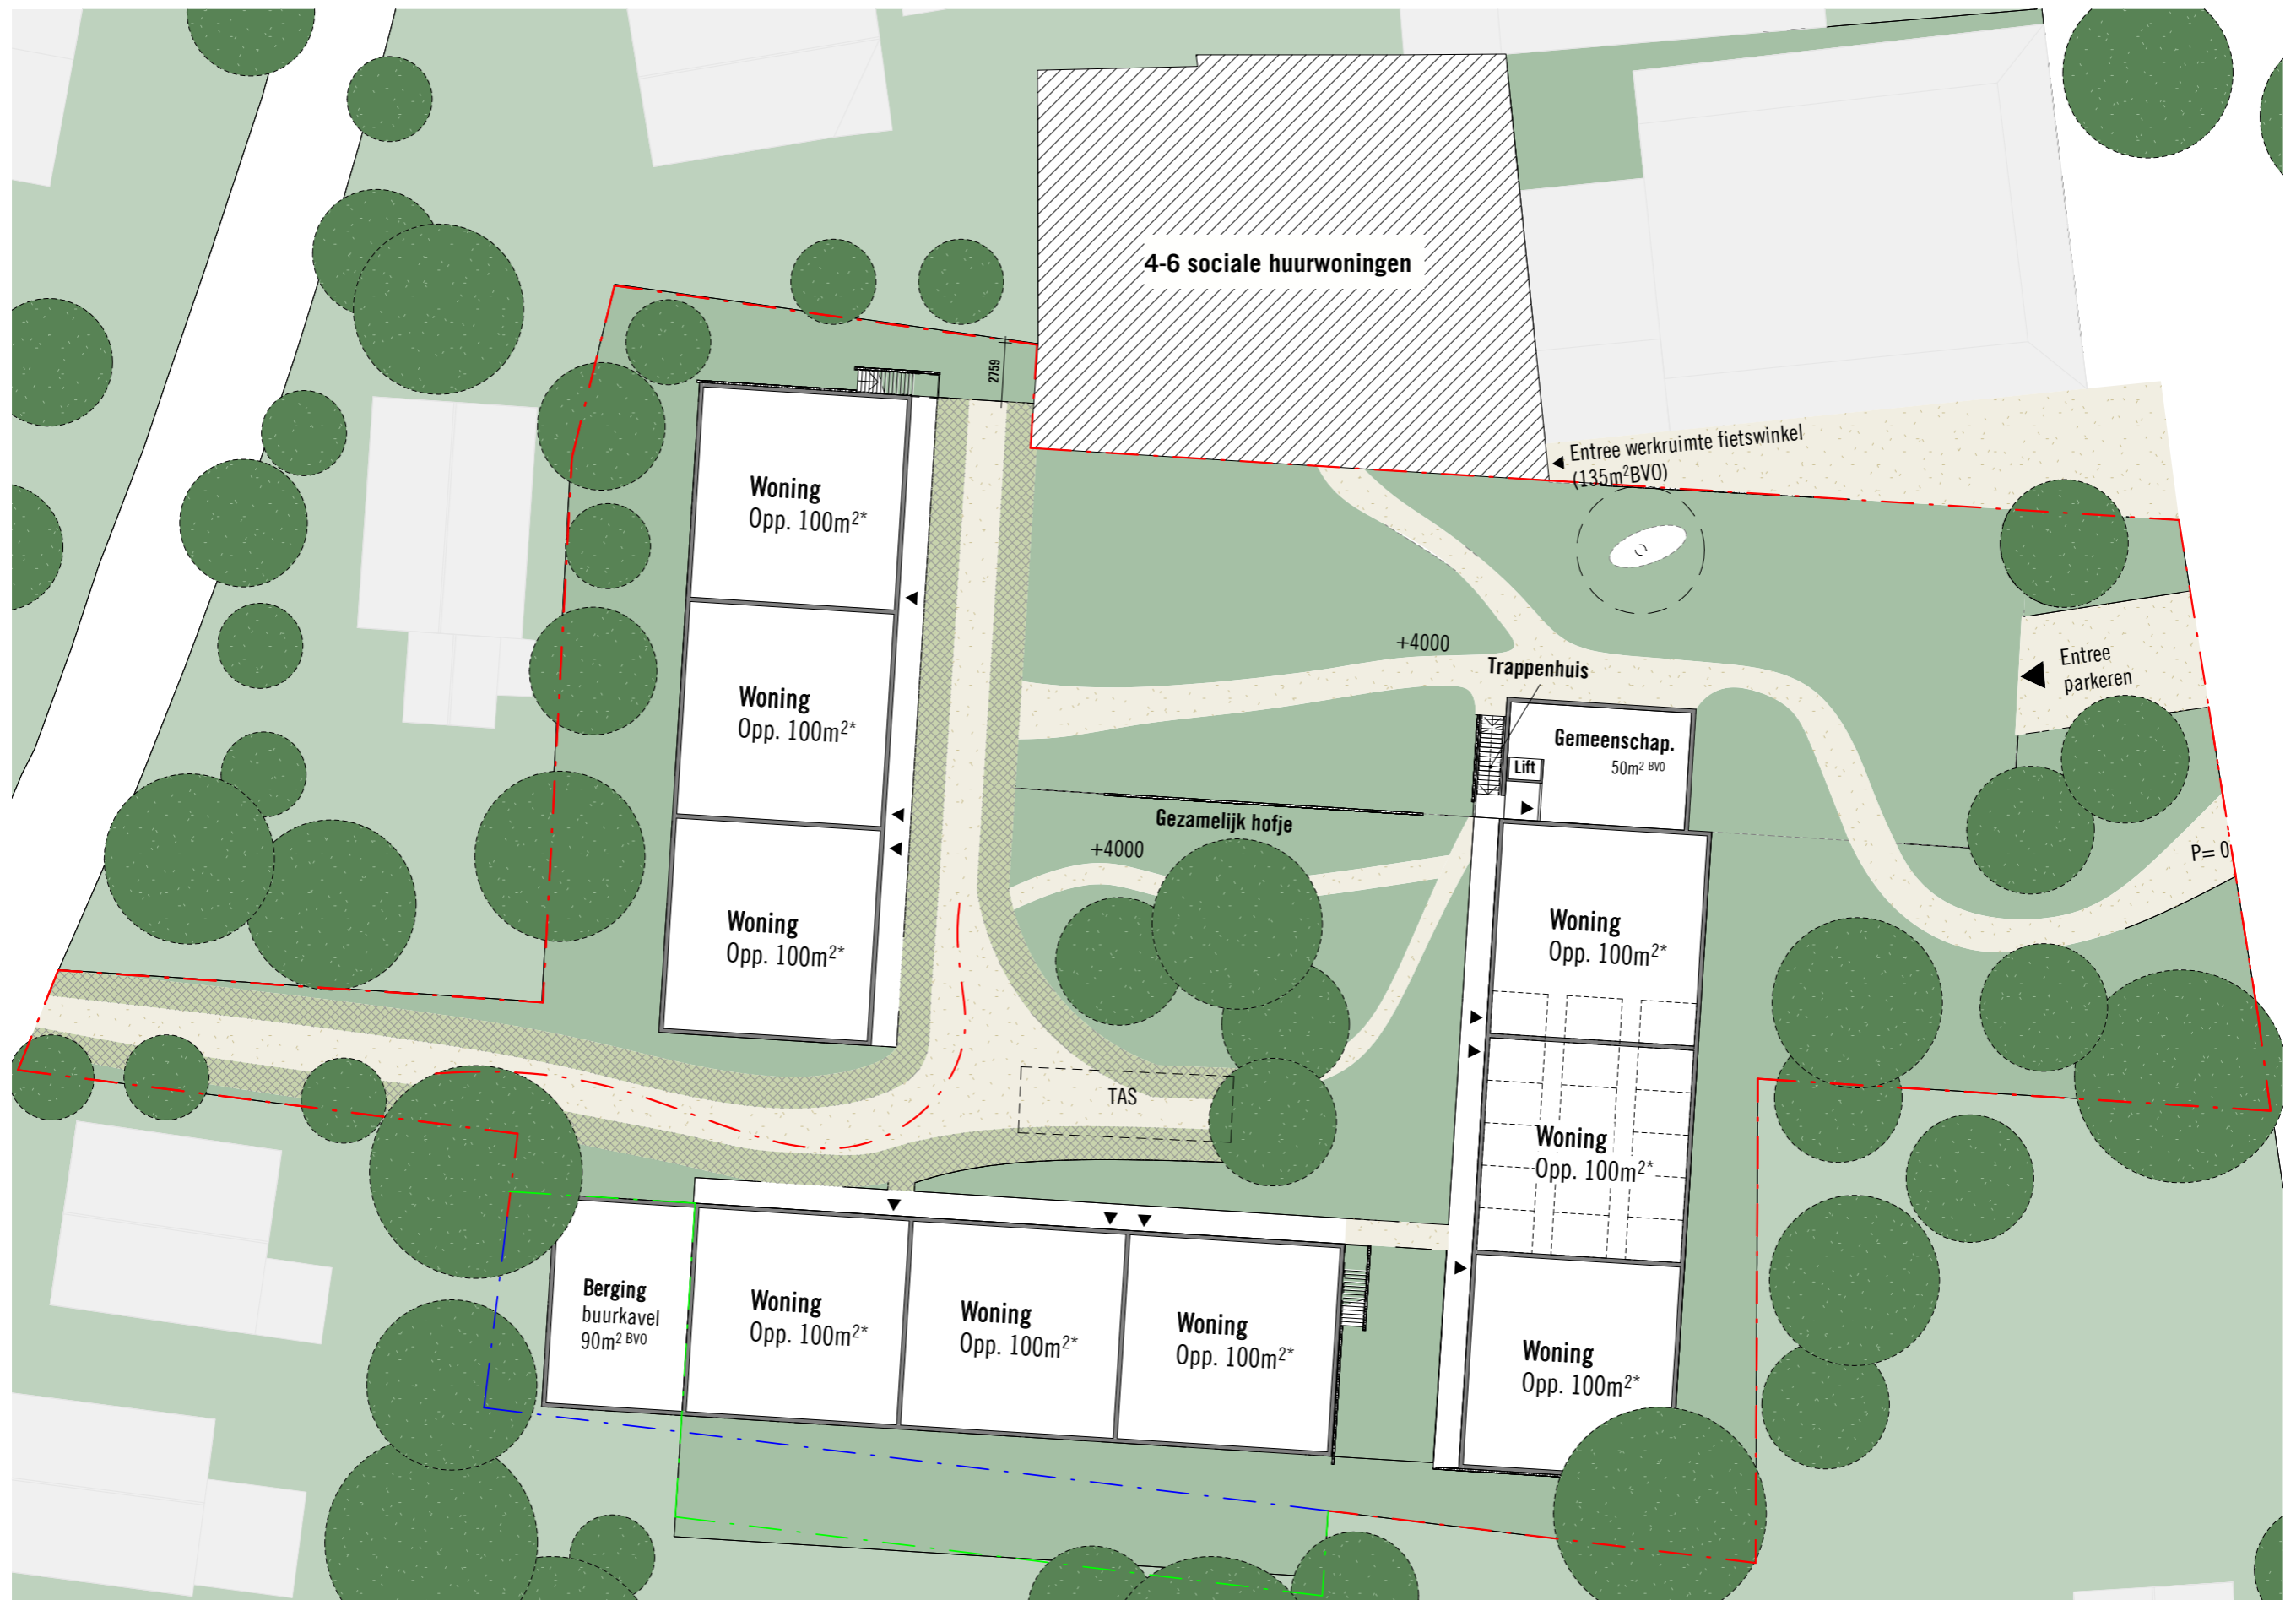 4-6 sociale huurwoningen
2759
Entree werkruimte fietswinkel
(135m²BVO)
Woning
Opp. 100m²*
+4000
Trappenhuis
Entree
parkeren
Woning
Opp. 100m²*
Gemeenschap.
50m² BVO
Lift
Gezamelijk hofje
+4000
P= 0
Woning
Opp. 100m²*
Woning
Opp. 100m²*
TAS
Woning
Opp. 100m²*
Berging
buurkavel
90m² BVO
Woning
Opp. 100m²*
Woning
Opp. 100m²*
Woning
Opp. 100m²*
Woning
Opp. 100m²*